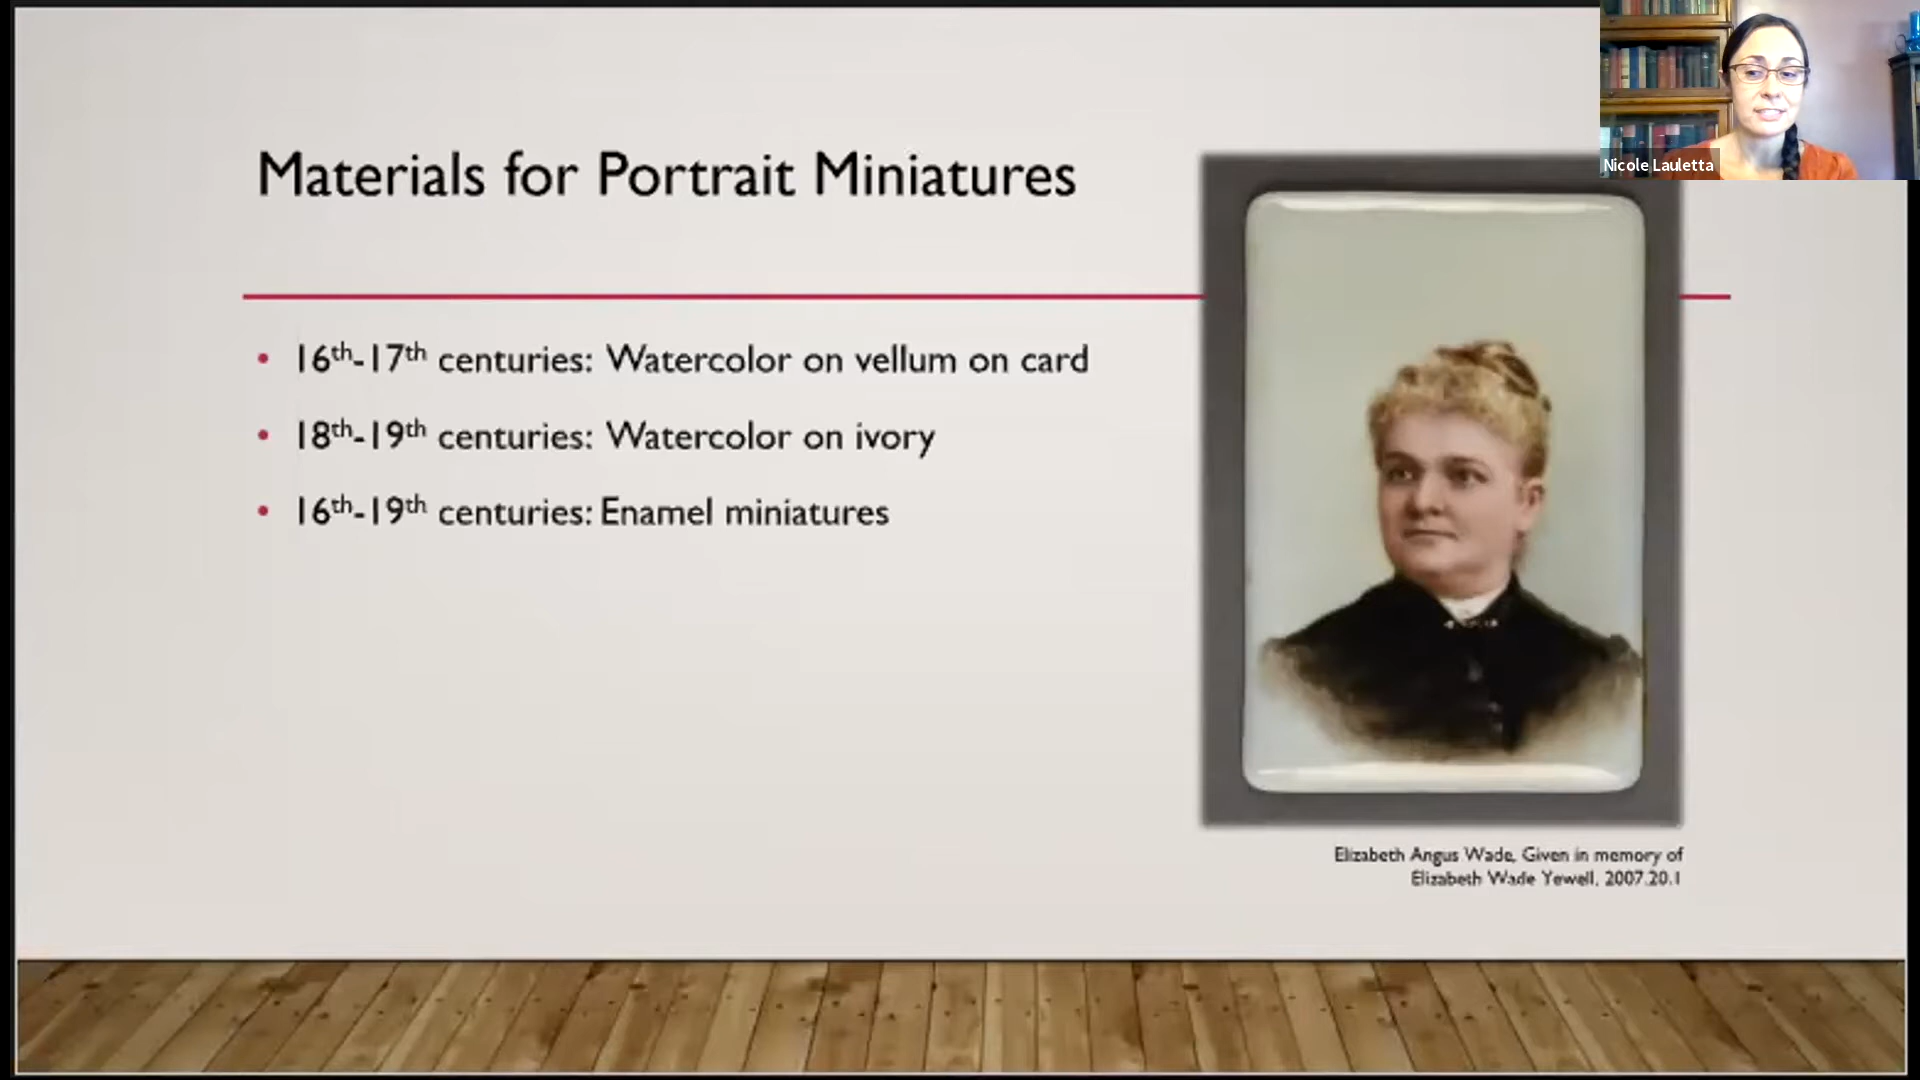 Nicole Lauletta
Materials for Portrait Miniatures
• 16th-17th centuries: Watercolor on vellum on card
• 18th-19th centuries: Watercolor on ivory
• 16th-19th centuries: Enamel miniatures
Elizabeth Angus Wade, Given in memory of
Elizabeth Wade Yewell, 2007.20.1